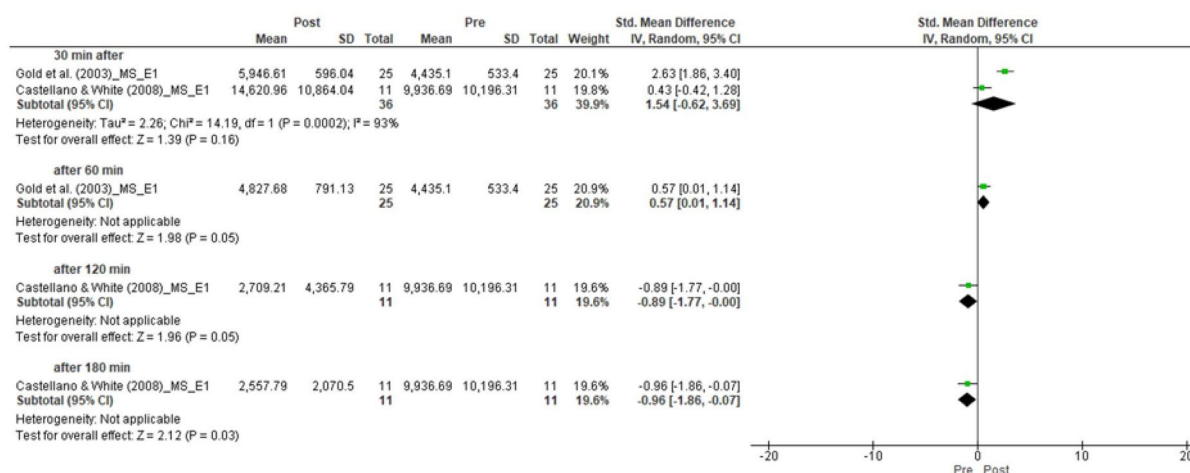 Post Pre Std. Mean Difference Std. Mean Difference
Mean SD Total Mean SD Total Weight IV, Random, 95% CI IV, Random, 95% CI
30 min after
Gold et al. (2003)_MS_E1 5,946.61 596.04 25 4,435.1 533.4 25 20.1% 2.63 [1.86, 3.40]
Castellano & White (2008)_MS_E1 14,620.96 10,864.04 11 9,936.69 10,196.31 11 19.8% 0.43 [-0.42, 1.28]
Subtotal (95% CI) 36 36 39.9% 1.54 [-0.62, 3.69]
Heterogeneity: Tau² = 2.26; Chi² = 14.19, df = 1 (P = 0.0002); I² = 93%
Test for overall effect: Z = 1.39 (P = 0.16)
after 60 min
Gold et al. (2003)_MS_E1 4,827.68 791.13 25 4,435.1 533.4 25 20.9% 0.57 [0.01, 1.14]
Subtotal (95% CI) 25 25 20.9% 0.57 [0.01, 1.14]
Heterogeneity: Not applicable
Test for overall effect: Z = 1.98 (P = 0.05)
after 120 min
Castellano & White (2008)_MS_E1 2,709.21 4,365.79 11 9,936.69 10,196.31 11 19.6% -0.89 [-1.77, -0.00]
Subtotal (95% CI) 11 11 19.6% -0.89 [-1.77, -0.00]
Heterogeneity: Not applicable
Test for overall effect: Z = 1.96 (P = 0.05)
after 180 min
Castellano & White (2008)_MS_E1 2,557.79 2,070.5 11 9,936.69 10,196.31 11 19.6% -0.96 [-1.86, -0.07]
Subtotal (95% CI) 11 11 19.6% -0.96 [-1.86, -0.07]
Heterogeneity: Not applicable
Test for overall effect: Z = 2.12 (P = 0.03)
-20 -10 0 10 20
Pre Post